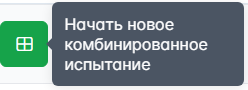 Начать новое
комбинированное
испытание